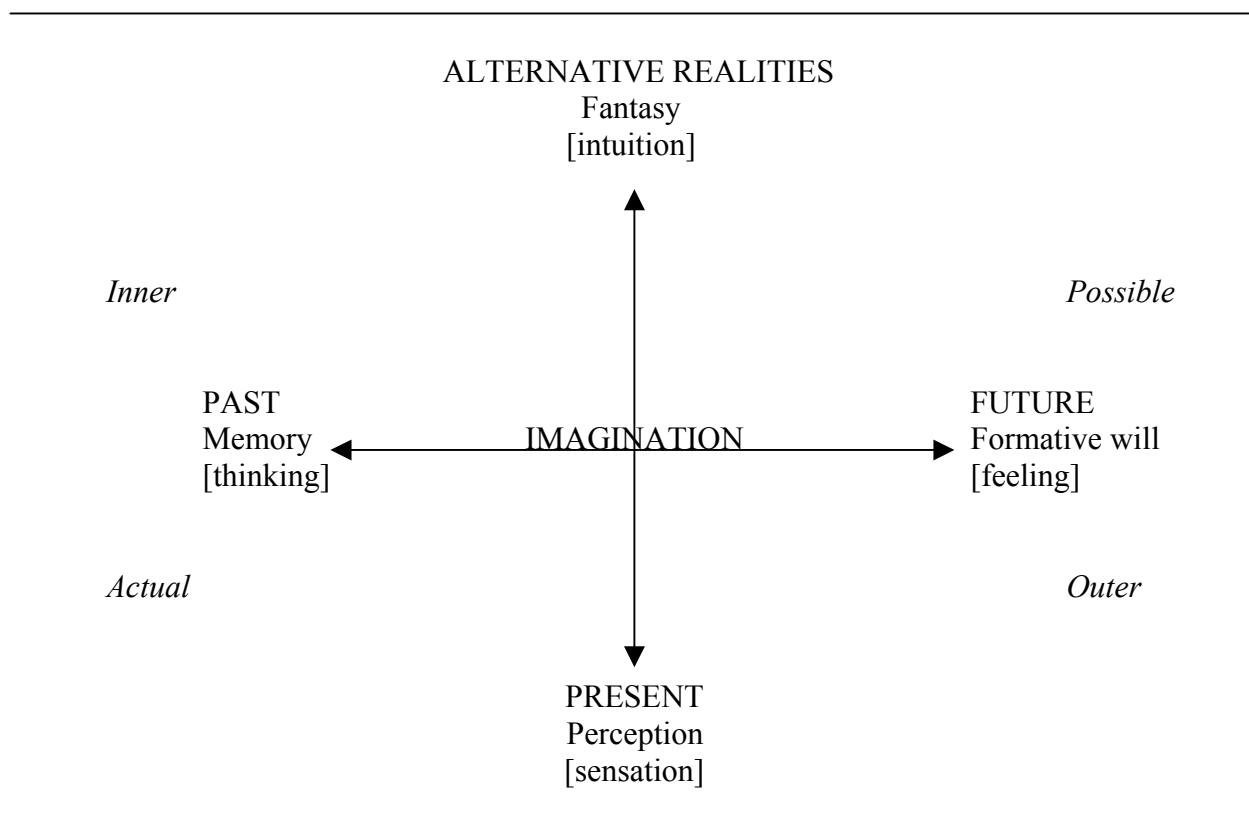 ALTERNATIVE REALITIES
Fantasy
[intuition]
Inner
Possible
PAST
Memory
[thinking]
IMAGINATION
FUTURE
Formative will
[feeling]
Actual
Outer
PRESENT
Perception
[sensation]